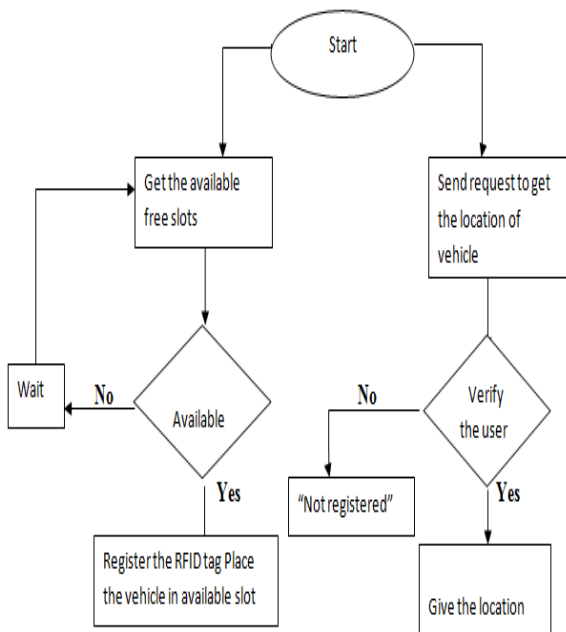 Start
Get the available
free slots
Send request to get
the location of
vehicle
Wait
No
Available
Yes
Register the RFID tag Place
the vehicle in available slot
No
Verify
the user
“Not registered”
Yes
Give the location